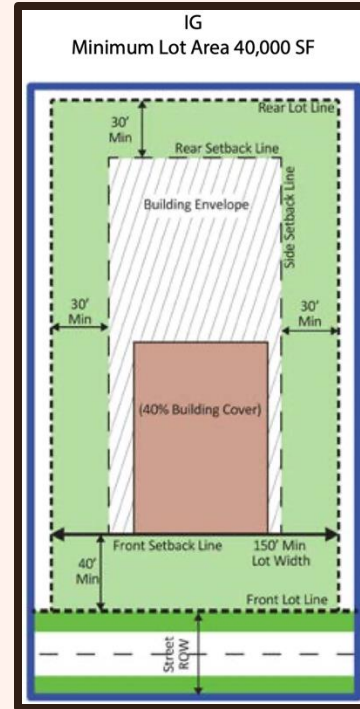 IG
Minimum Lot Area 40,000 SF
Rear Lot Line
30'
Min
Rear Setback Line
Building Envelope
Side Setback Line
30'
Min
30'
Min
(40% Building Cover)
Front Setback Line
150' Min
Lot Width
40'
Min
Front Lot Line
Street
ROW